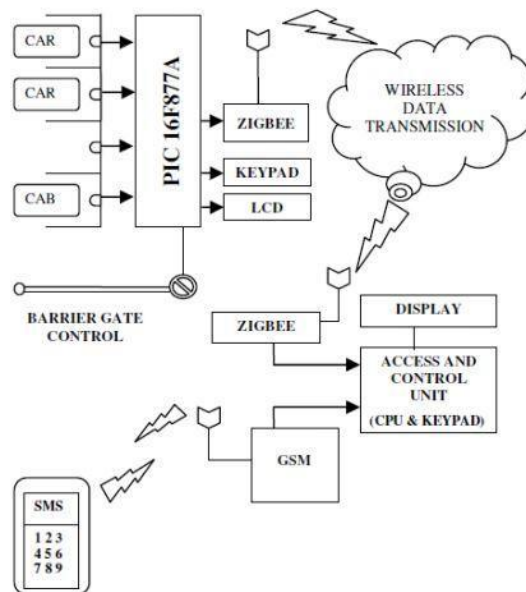 CAR
CAR
CAB
PIC 16F877A
ZIGBEE
KEYPAD
LCD
WIRELESS
DATA
TRANSMISSION
BARRIER GATE
CONTROL
ZIGBEE
DISPLAY
ACCESS AND
CONTROL
UNIT
(CPU & KEYPAD)
GSM
SMS
1 2 3
4 5 6
7 8 9